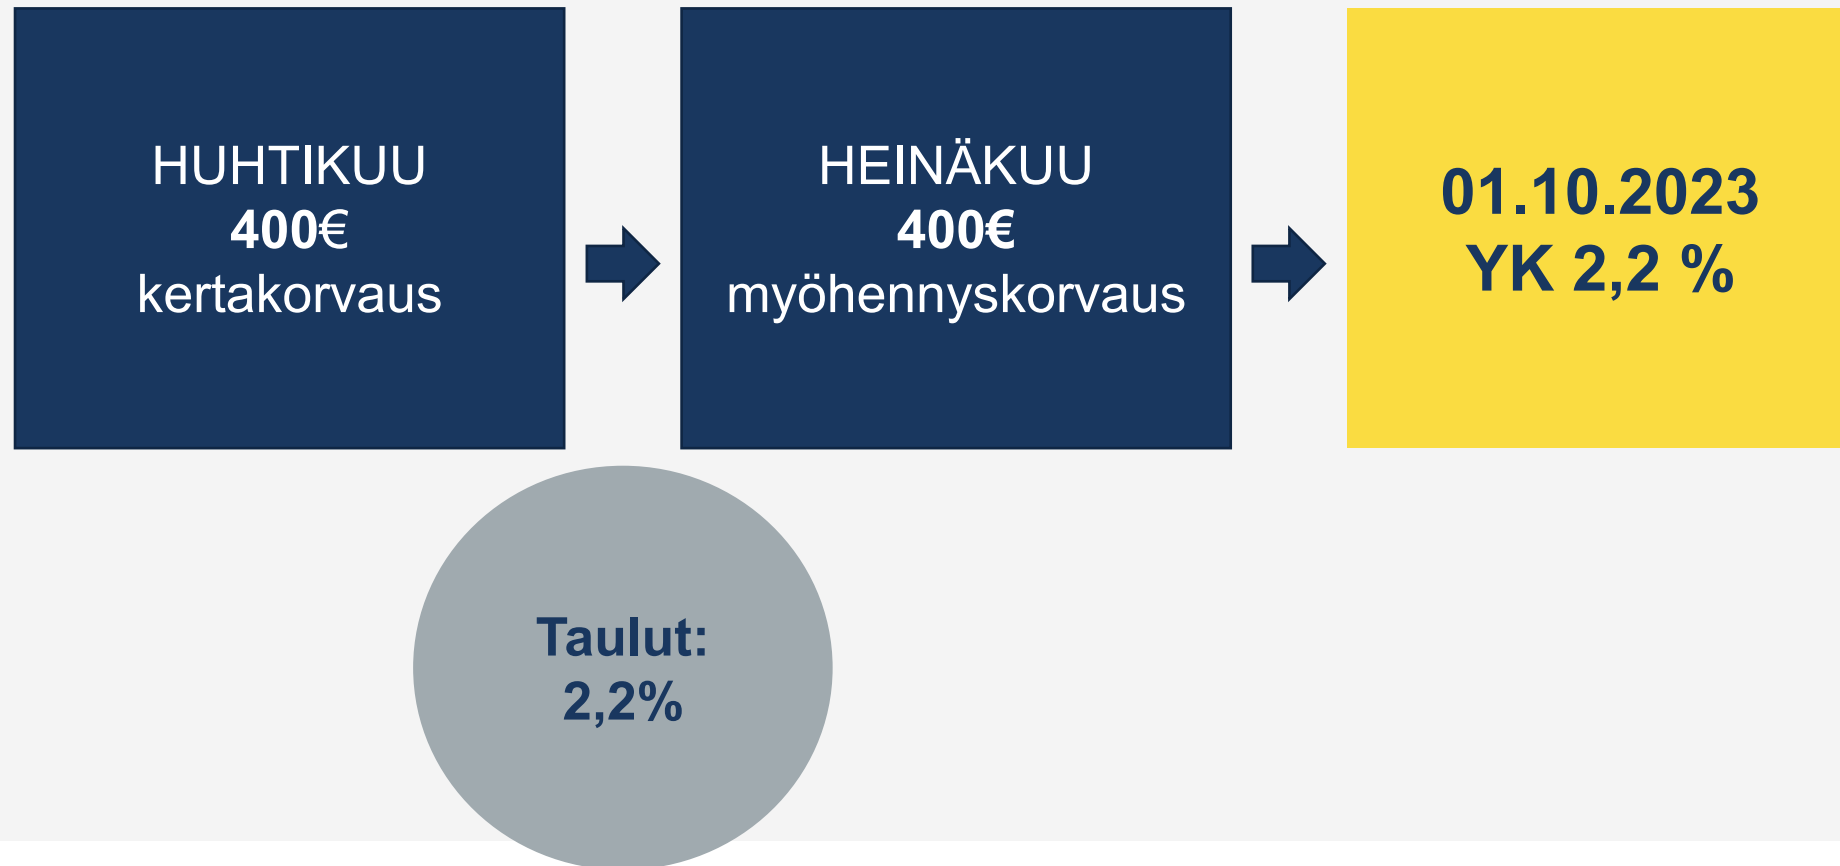 HUHTIKUU
400€
kertakorvaus
HEINÄKUU
400€
myöhennyskorvaus
01.10.2023
YK 2,2 %
Taulut:
2,2%